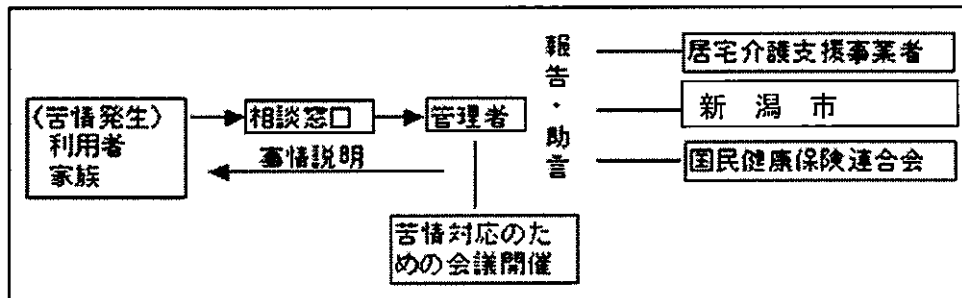 (苦情発生)
利用者
家族
相談窓口
管理者
事情説明
苦情対応のた
めの会議開催
報告・助言
居宅介護支援事業者
新潟市
国民健康保険連合会